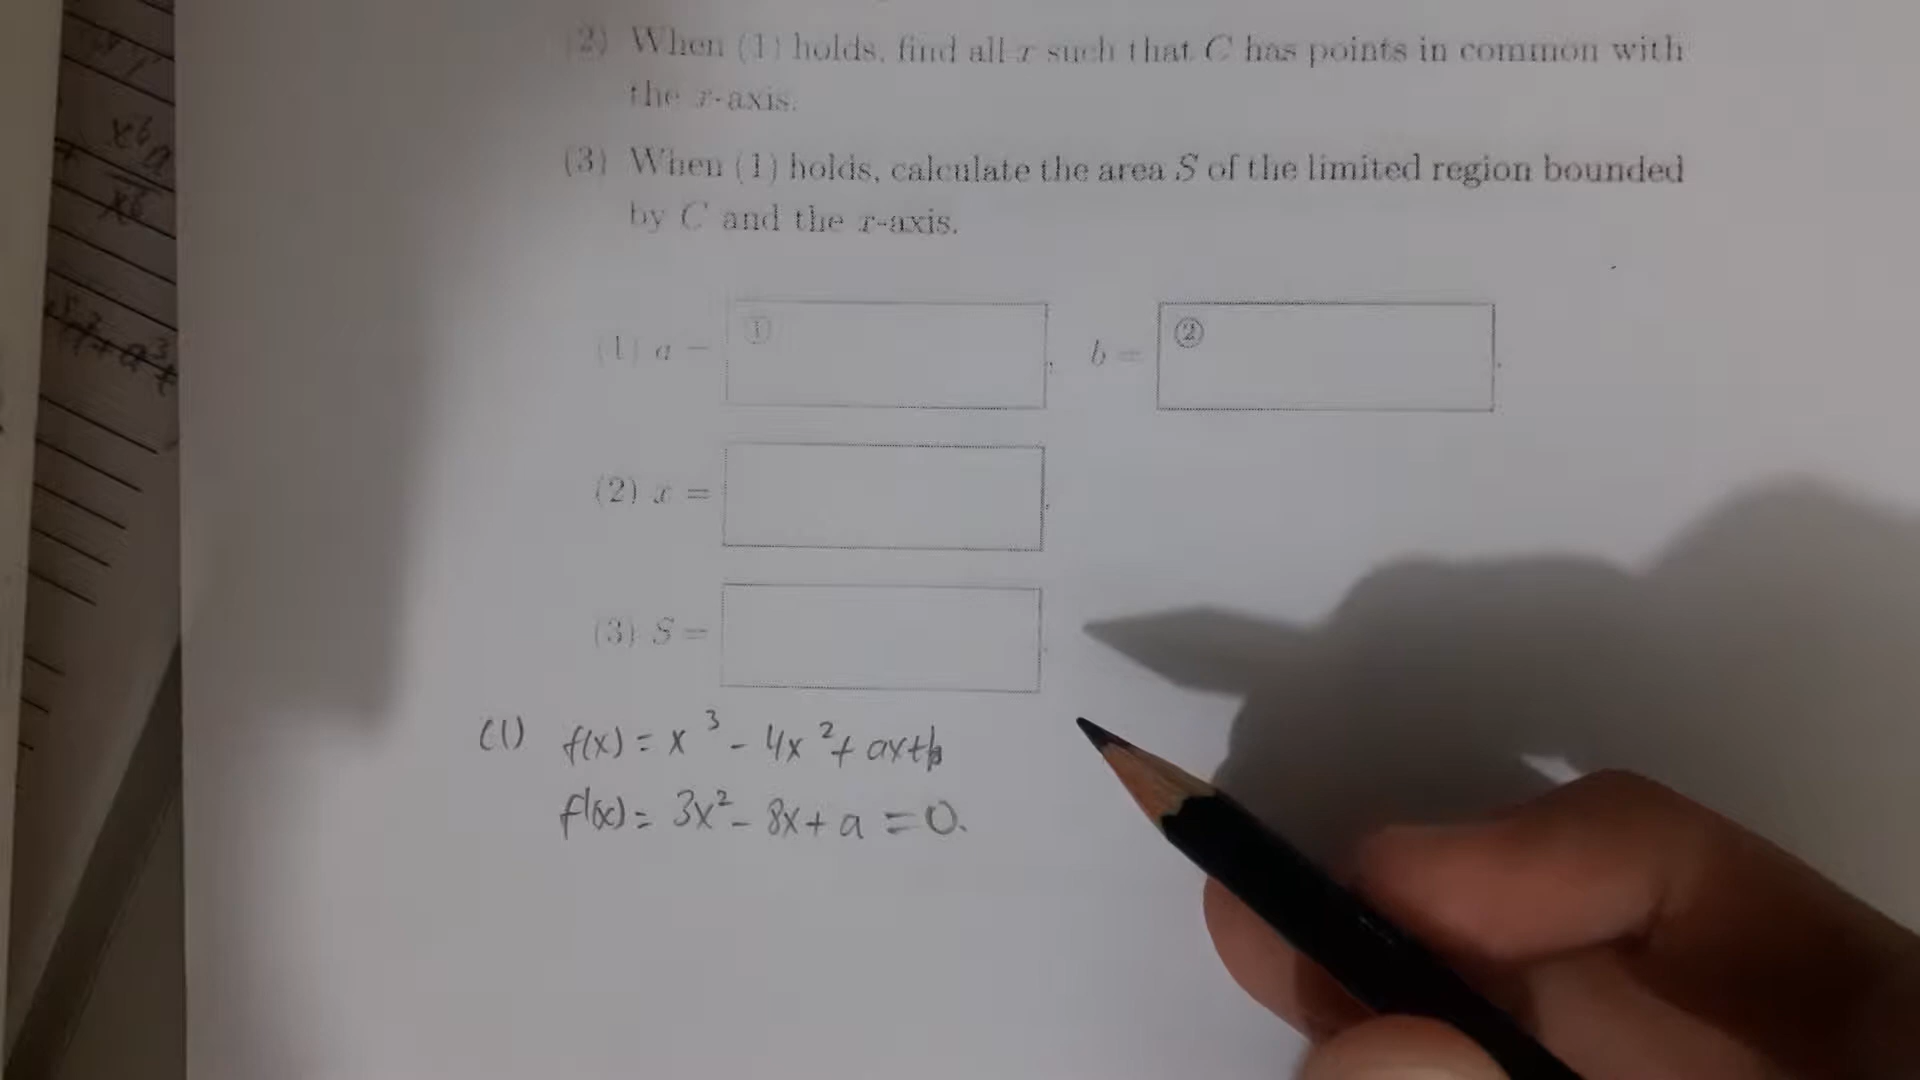 (2) When (1) holds, find all x such that C has points in common with
the x-axis.
(3) When (1) holds, calculate the area S of the limited region bounded
by C and the x-axis.
(1) a = ① , b = ② .
(2) x = .
(3) S = .
(1) f(x) = x³ - 4x² + ax+b
f'(x) = 3x² - 8x + a = 0.